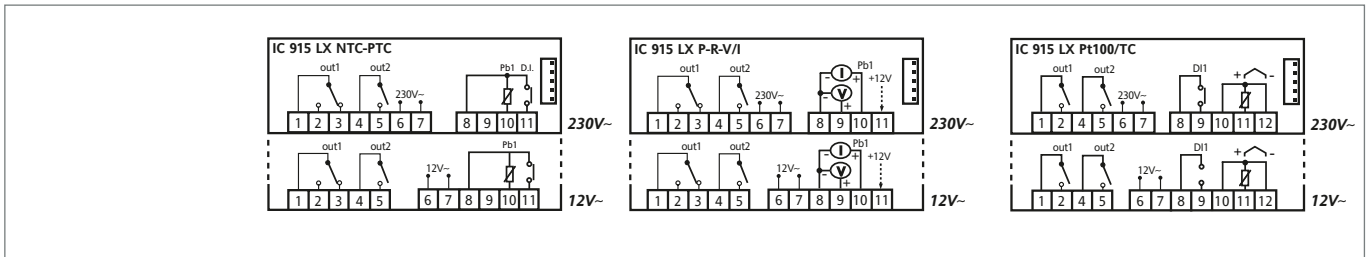 IC 915 LX NTC-PTC
out1 out2 230V~ Pb1 D.I.
1 2 3 4 5 6 7 8 9 10 11 230V~
out1 out2 12V~ Pb1
1 2 3 4 5 6 7 8 9 10 11 12V~
IC 915 LX P-R-V/I
out1 out2 230V~ - I + Pb1 - V + +12V
1 2 3 4 5 6 7 8 9 10 11 230V~
out1 out2 12V~ - I + Pb1 - V + +12V
1 2 3 4 5 6 7 8 9 10 11 12V~
IC 915 LX Pt100/TC
out1 out2 230V~ DI1 + -
1 2 4 5 6 7 8 9 10 11 12 230V~
out1 out2 12V~ DI1 + -
1 2 4 5 6 7 8 9 10 11 12 12V~